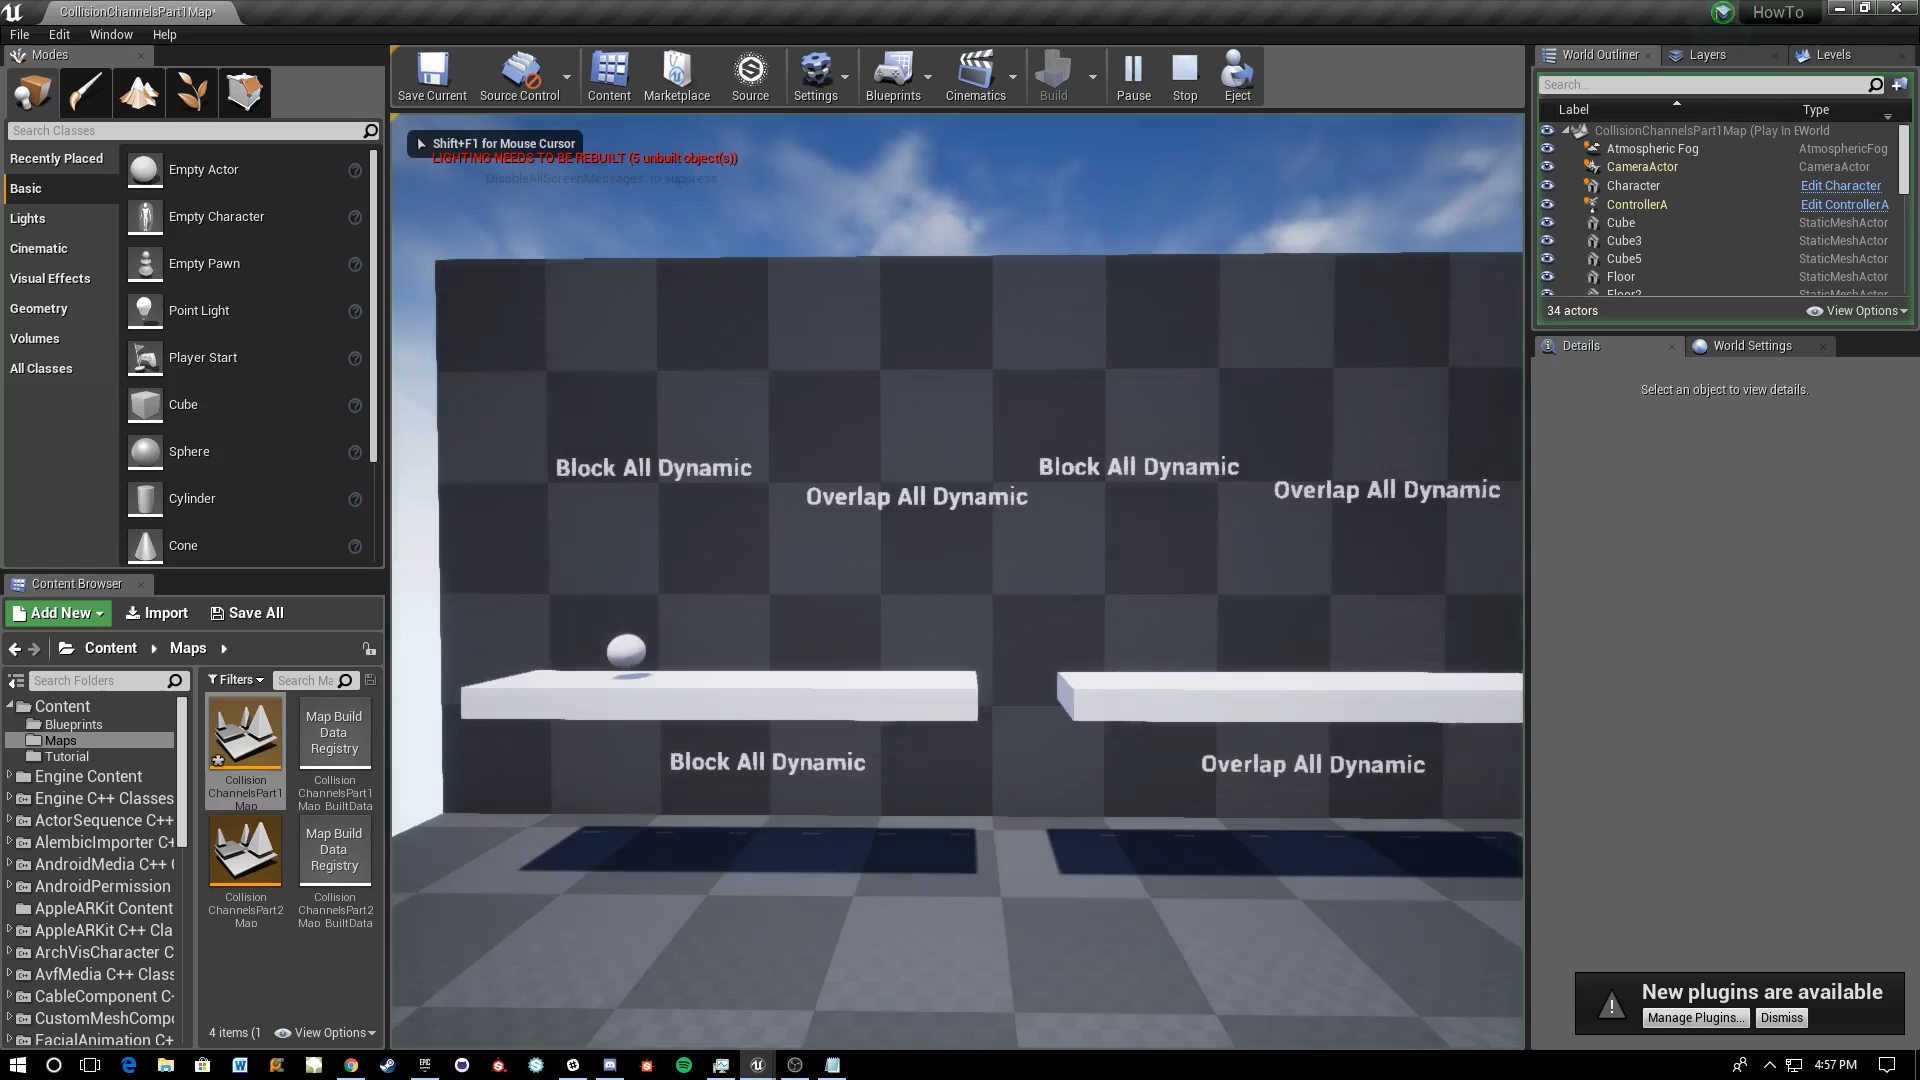 CollisionChannelsPart1Map*
HowTo
File Edit Window Help
Modes
Search Classes
Recently Placed
Basic
Lights
Cinematic
Visual Effects
Geometry
Volumes
All Classes
Empty Actor
Empty Character
Empty Pawn
Point Light
Player Start
Cube
Sphere
Cylinder
Cone
Save Current
Source Control
Content
Marketplace
Source
Settings
Blueprints
Cinematics
Build
Pause
Stop
Eject
Shift+F1 for Mouse Cursor
LIGHTING NEEDS TO BE REBUILT (5 unbuilt object(s))
'DisableAllScreenMessages' to suppress
Block All Dynamic
Overlap All Dynamic
Block All Dynamic
Overlap All Dynamic
Block All Dynamic
Overlap All Dynamic
World Outliner
Layers
Levels
Search...
Label Type
CollisionChannelsPart1Map (Play In E World
Atmospheric Fog AtmosphericFog
CameraActor CameraActor
Character Edit Character
ControllerA Edit ControllerA
Cube StaticMeshActor
Cube3 StaticMeshActor
Cube5 StaticMeshActor
Floor StaticMeshActor
Floor2 StaticMeshActor
34 actors
View Options
Details
World Settings
Select an object to view details.
New plugins are available
Manage Plugins...
Dismiss
Content Browser
Add New
Import
Save All
Content
Maps
Search Folders
Content
Blueprints
Maps
Tutorial
Engine Content
Engine C++ Classes
ActorSequence C++
AlembicImporter C++
AndroidMedia C++ (
AndroidPermission
AppleARKit Content
AppleARKit C++ Cla
ArchVisCharacter C
AvfMedia C++ Class
CableComponent C+
CustomMeshCompo
FacialAnimation C+
Filters
Search Ma
Collision
ChannelsPart1
Map
Map Build
Data
Registry
Collision
ChannelsPart1
Map_BuiltData
Collision
ChannelsPart2
Map
Map Build
Data
Registry
Collision
ChannelsPart2
Map_BuiltData
4 items (1
View Options
EPIC
4:57 PM